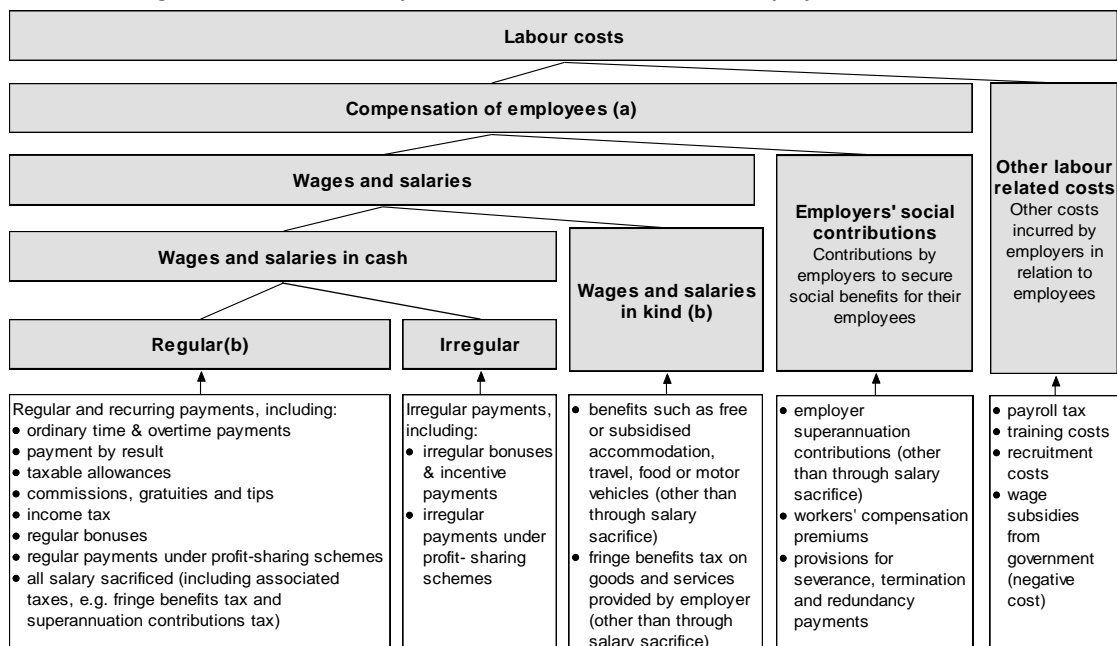 Labour costs
Compensation of employees (a)
Wages and salaries
Wages and salaries in cash
Regular(b)
Irregular
Wages and salaries
in kind (b)
Employers' social
contributions
Contributions by
employers to secure
social benefits for their
employees
Other labour
related costs
Other costs
incurred by
employers in
relation to
employees
Regular and recurring payments, including:
• ordinary time & overtime payments
• payment by result
• taxable allowances
• commissions, gratuities and tips
• income tax
• regular bonuses
• regular payments under profit-sharing schemes
• all salary sacrificed (including associated
taxes, e.g. fringe benefits tax and
superannuation contributions tax)
Irregular payments,
including:
• irregular bonuses
& incentive
payments
• irregular
payments under
profit- sharing
schemes
• benefits such as free
or subsidised
accommodation,
travel, food or motor
vehicles (other than
through salary
sacrifice)
• fringe benefits tax on
goods and services
provided by employer
(other than through
salary sacrifice)
• employer
superannuation
contributions (other
than through salary
sacrifice)
• workers' compensation
premiums
• provisions for
severance, termination
and redundancy
payments
• payroll tax
• training costs
• recruitment
costs
• wage
subsidies
from
government
(negative
cost)